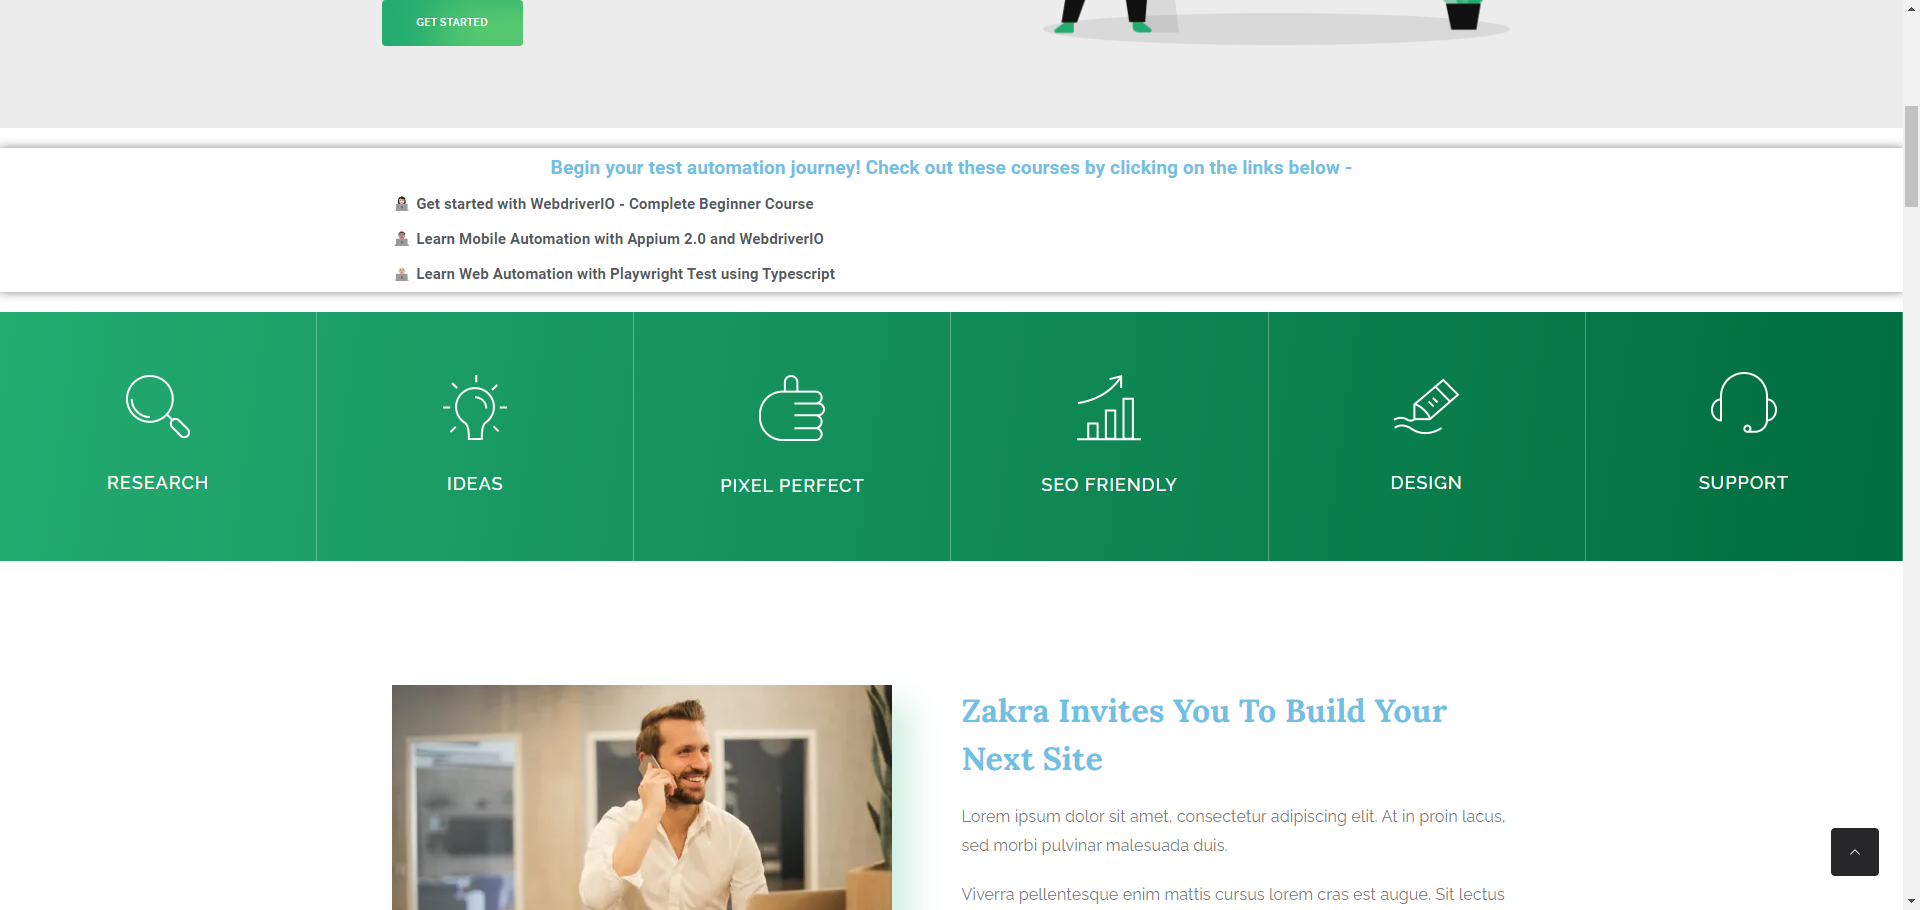 GET STARTED
Begin your test automation journey! Check out these courses by clicking on the links below -
Get started with WebdriverIO - Complete Beginner Course
Learn Mobile Automation with Appium 2.0 and WebdriverIO
Learn Web Automation with Playwright Test using Typescript
RESEARCH
IDEAS
PIXEL PERFECT
SEO FRIENDLY
DESIGN
SUPPORT
Zakra Invites You To Build Your
Next Site
Lorem ipsum dolor sit amet, consectetur adipiscing elit. At in proin lacus,
sed morbi pulvinar malesuada duis.
Viverra pellentesque enim mattis cursus lorem cras est augue. Sit lectus